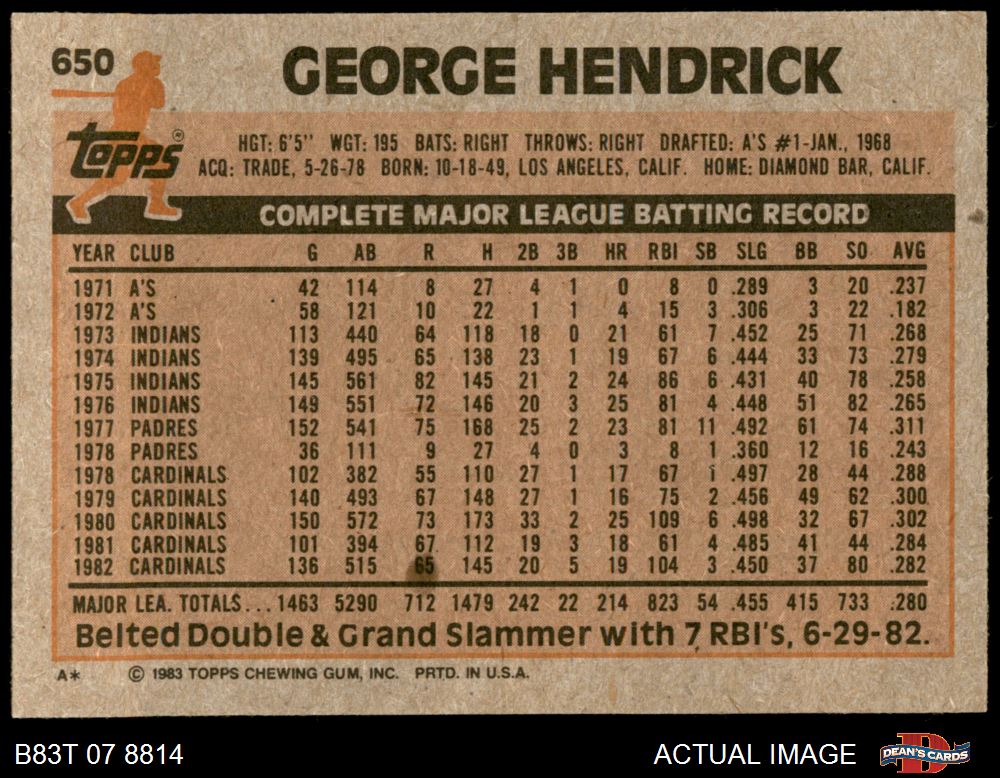 650 GEORGE HENDRICK
Topps®
HGT: 6'5" WGT: 195 BATS: RIGHT THROWS: RIGHT DRAFTED: A'S #1-JAN., 1968
ACQ: TRADE, 5-26-78 BORN: 10-18-49, LOS ANGELES, CALIF. HOME: DIAMOND BAR, CALIF.
COMPLETE MAJOR LEAGUE BATTING RECORD
YEAR CLUB G AB R H 2B 3B HR RBI SB SLG BB SO AVG
1971 A'S 42 114 8 27 4 1 0 8 0 .289 3 20 .237
1972 A'S 58 121 10 22 1 1 4 15 3 .306 3 22 .182
1973 INDIANS 113 440 64 118 18 0 21 61 7 .452 25 71 .268
1974 INDIANS 139 495 65 138 23 1 19 67 6 .444 33 73 .279
1975 INDIANS 145 561 82 145 21 2 24 86 6 .431 40 78 .258
1976 INDIANS 149 551 72 146 20 3 25 81 4 .448 51 82 .265
1977 PADRES 152 541 75 168 25 2 23 81 11 .492 61 74 .311
1978 PADRES 36 111 9 27 4 0 3 8 1 .360 12 16 .243
1978 CARDINALS 102 382 55 110 27 1 17 67 1 .497 28 44 .288
1979 CARDINALS 140 493 67 148 27 1 16 75 2 .456 49 62 .300
1980 CARDINALS 150 572 73 173 33 2 25 109 6 .498 32 67 .302
1981 CARDINALS 101 394 67 112 19 3 18 61 4 .485 41 44 .284
1982 CARDINALS 136 515 65 145 20 5 19 104 3 .450 37 80 .282
MAJOR LEA. TOTALS... 1463 5290 712 1479 242 22 214 823 54 .455 415 733 .280
Belted Double & Grand Slammer with 7 RBI's, 6-29-82.
A* © 1983 TOPPS CHEWING GUM, INC. PRTD. IN U.S.A.
B83T 07 8814 ACTUAL IMAGE DEAN'S CARDS